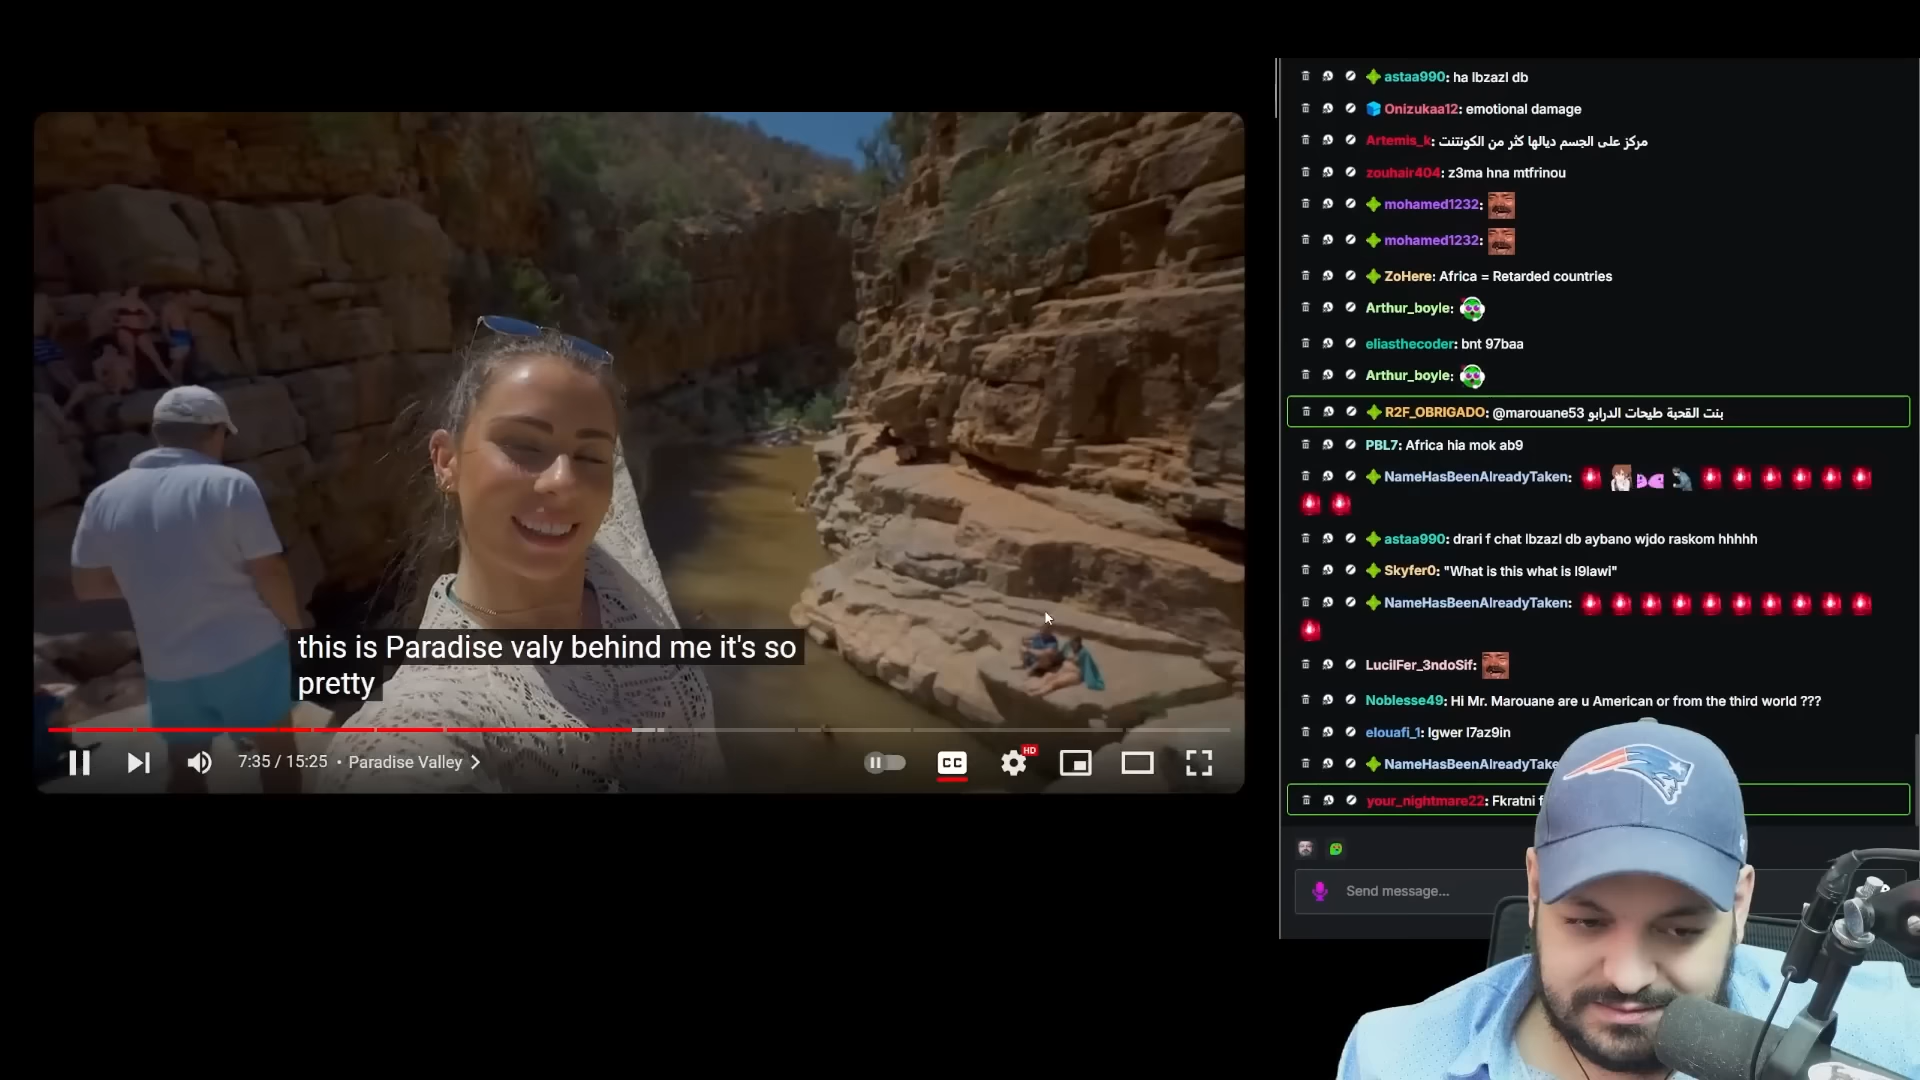 astaa990: ha lbzazl db
Onizukaa12: emotional damage
Artemis_k: مركز على الجسم ديالها كثر من الكونتنت
zouhair404: z3ma hna mtfrinou
mohamed1232:
mohamed1232:
ZoHere: Africa = Retarded countries
Arthur_boyle:
eliasthecoder: bnt 97baa
Arthur_boyle:
R2F_OBRIGADO: @marouane53 بنت القحبة طيحات الدرابو
PBL7: Africa hia mok ab9
NameHasBeenAlreadyTaken:
astaa990: drari f chat lbzazl db aybano wjdo raskom hhhhh
Skyfer0: "What is this what is l9lawi"
NameHasBeenAlreadyTaken:
LucilFer_3ndoSif:
Noblesse49: Hi Mr. Marouane are u American or from the third world ???
elouafi_1: lgwer l7az9in
NameHasBeenAlreadyTake
your_nightmare22: Fkratni f
Send message...
this is Paradise valy behind me it's so
pretty
7:35 / 15:25 • Paradise Valley
CC
HD